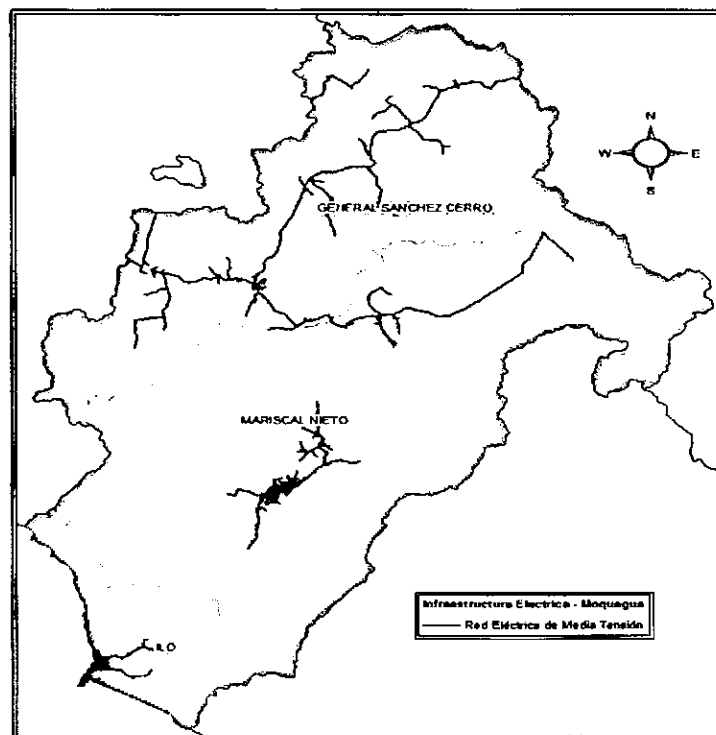 N
W E
S
GENERAL SANCHEZ CERRO
MARISCAL NIETO
ILO
Infraestructura Electrica - Moquegua
Red Eléctrica de Media Tensión